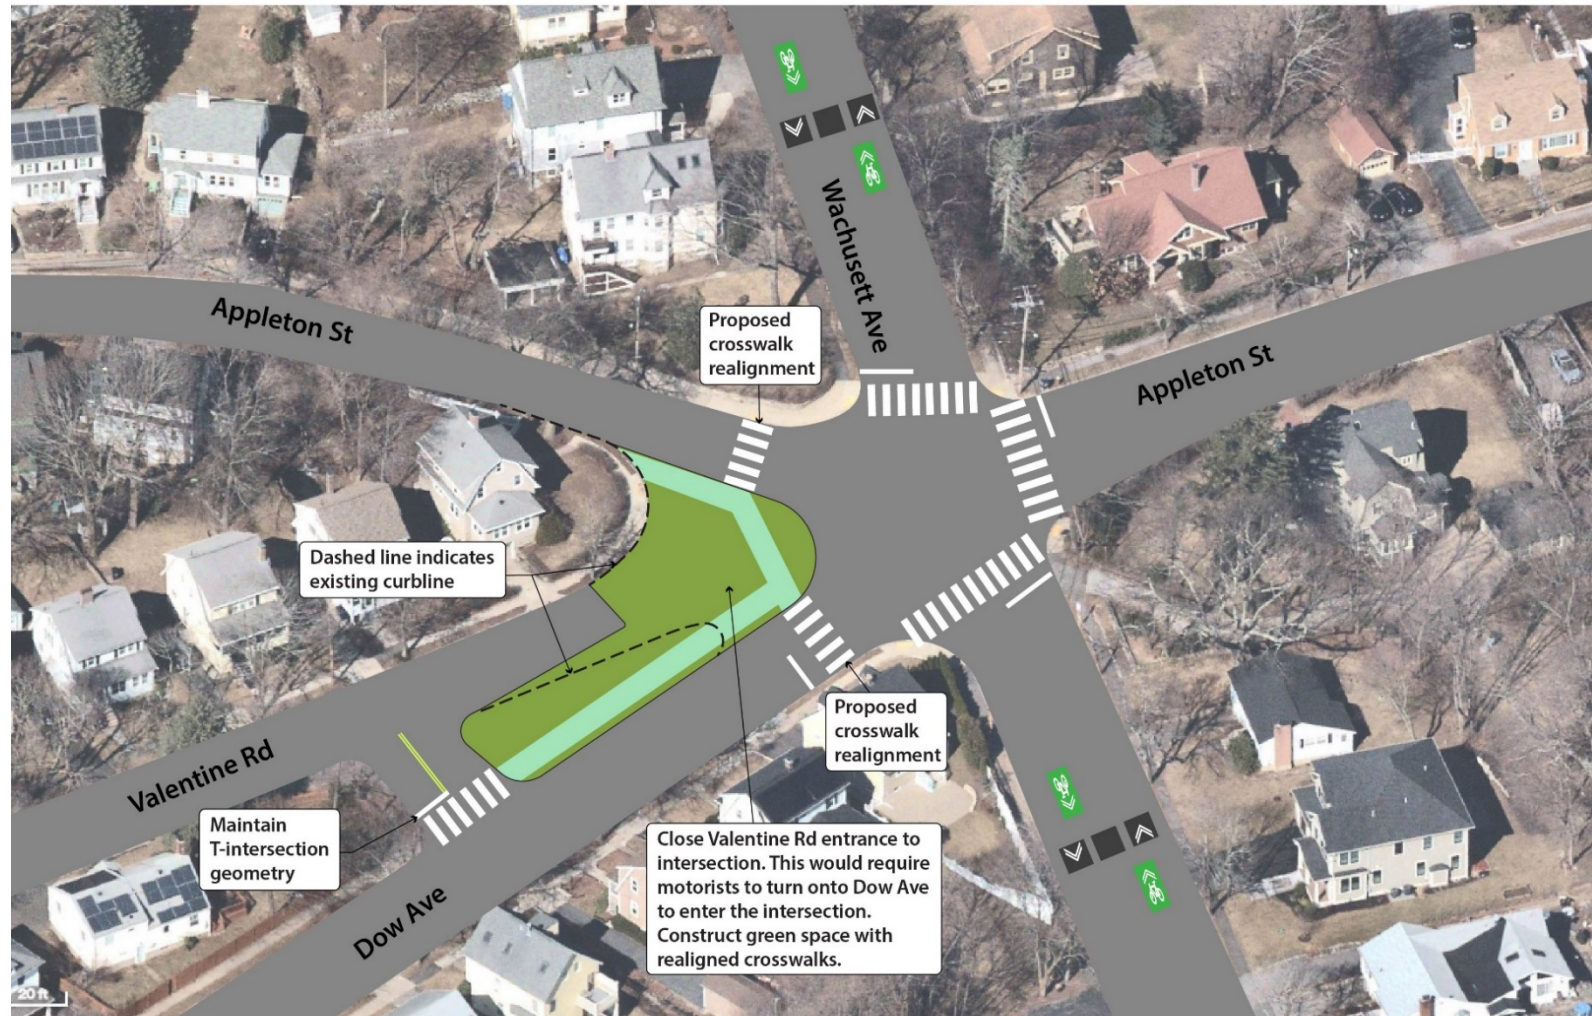 Wachusett Ave
Appleton St
Proposed
crosswalk
realignment
Appleton St
Dashed line indicates
existing curbline
Proposed
crosswalk
realignment
Valentine Rd
Maintain
T-intersection
geometry
Close Valentine Rd entrance to
intersection. This would require
motorists to turn onto Dow Ave
to enter the intersection.
Construct green space with
realigned crosswalks.
Dow Ave
20 ft